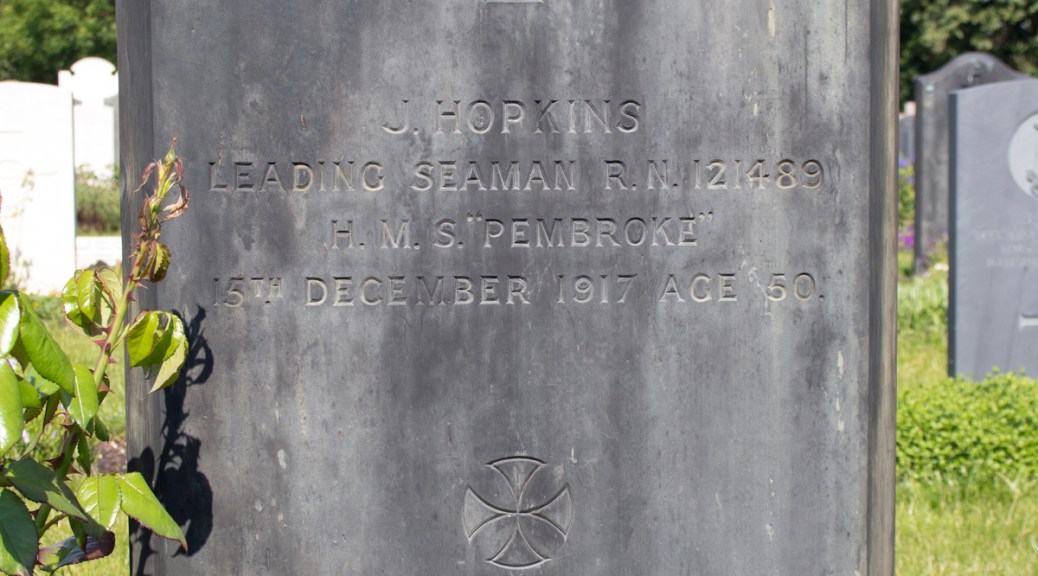 J. HOPKINS
LEADING SEAMAN R.N. 121489
H.M.S. "PEMBROKE"
15TH DECEMBER 1917 AGE 50.